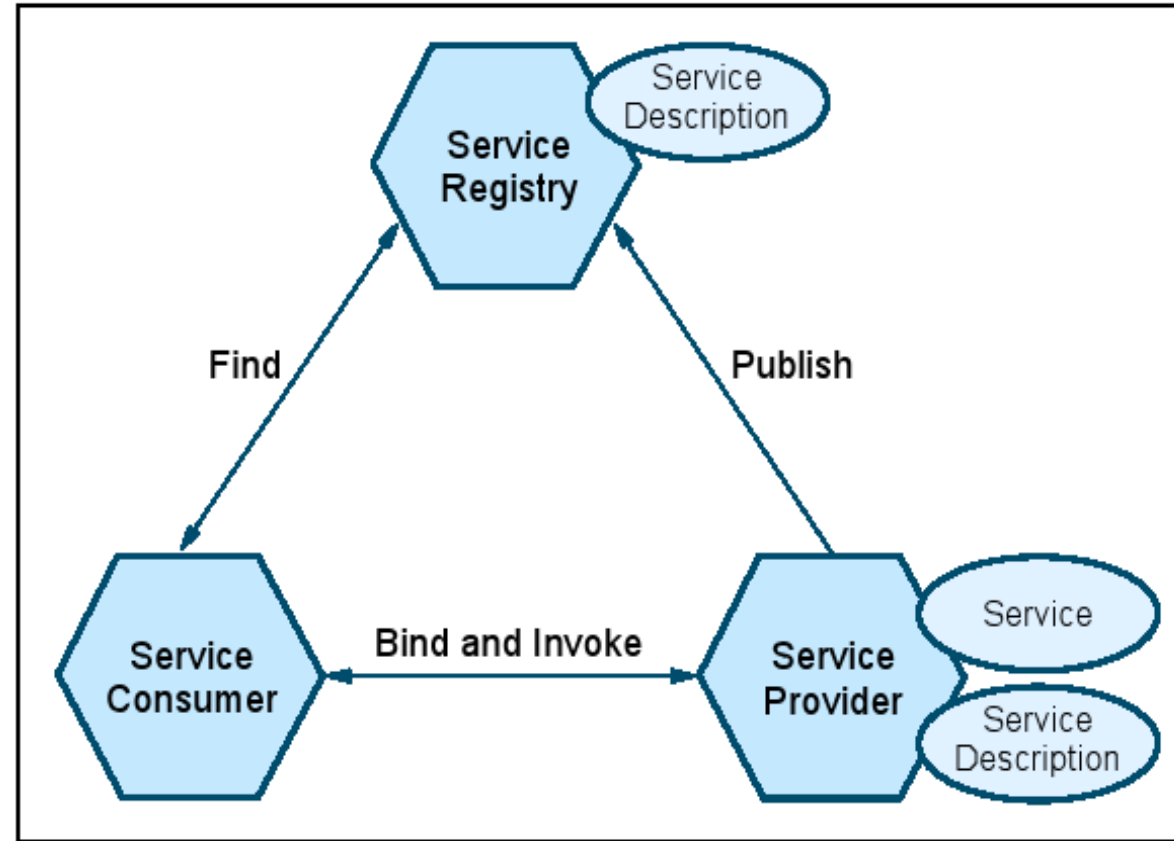 Service
Description
Service
Registry
Find
Publish
Bind and Invoke
Service
Consumer
Service
Provider
Service
Service
Description